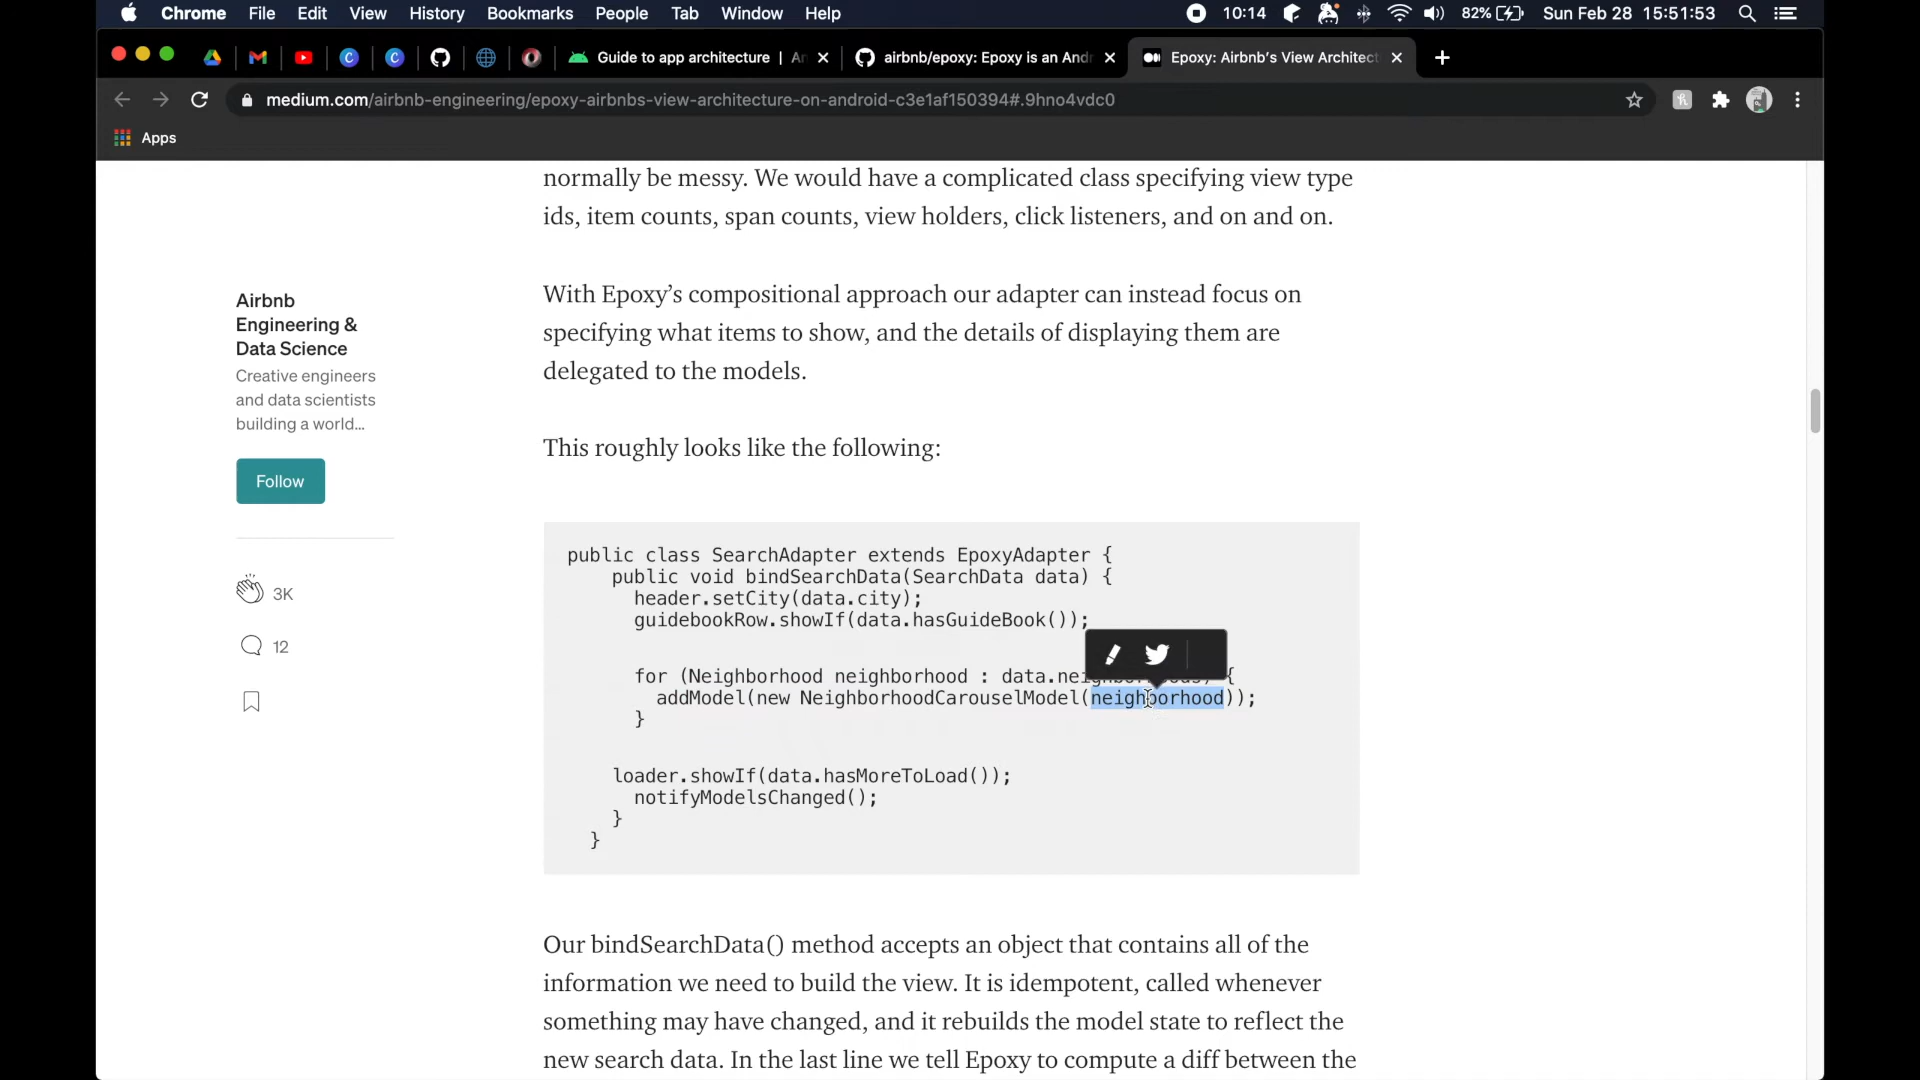 Chrome File Edit View History Bookmarks People Tab Window Help 10:14 82% Sun Feb 28 15:51:53
Guide to app architecture | An airbnb/epoxy: Epoxy is an Andr Epoxy: Airbnb's View Architect
medium.com/airbnb-engineering/epoxy-airbnbs-view-architecture-on-android-c3e1af150394#.9hno4vdc0
Apps
normally be messy. We would have a complicated class specifying view type
ids, item counts, span counts, view holders, click listeners, and on and on.
With Epoxy’s compositional approach our adapter can instead focus on
specifying what items to show, and the details of displaying them are
delegated to the models.
This roughly looks like the following:
Airbnb
Engineering &
Data Science
Creative engineers
and data scientists
building a world...
Follow
3K
12
public class SearchAdapter extends EpoxyAdapter {
public void bindSearchData(SearchData data) {
header.setCity(data.city);
guidebookRow.showIf(data.hasGuideBook());
for (Neighborhood neighborhood : data.neighborhoods) {
addModel(new NeighborhoodCarouselModel(neighborhood));
}
loader.showIf(data.hasMoreToLoad());
notifyModelsChanged();
}
}
Our bindSearchData() method accepts an object that contains all of the
information we need to build the view. It is idempotent, called whenever
something may have changed, and it rebuilds the model state to reflect the
new search data. In the last line we tell Epoxy to compute a diff between the